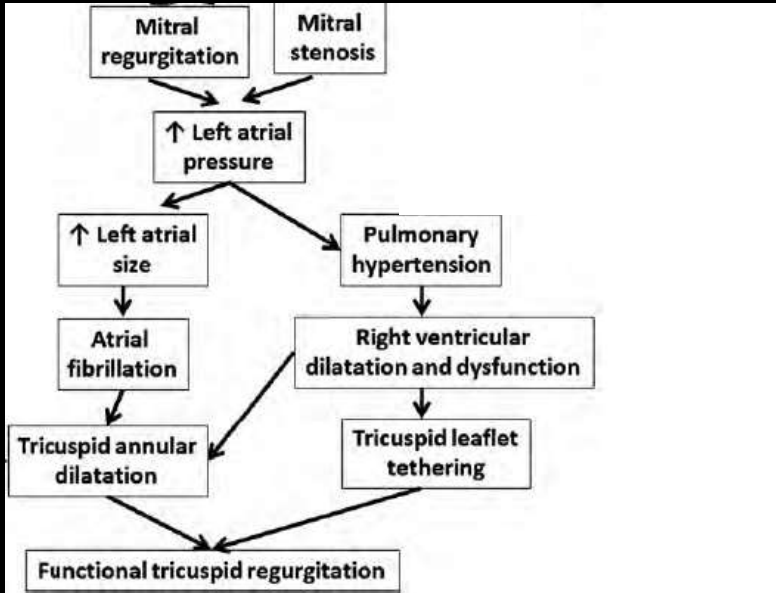 Mitral
regurgitation
Mitral
stenosis
↑ Left atrial
pressure
↑ Left atrial
size
Pulmonary
hypertension
Atrial
fibrillation
Right ventricular
dilatation and dysfunction
Tricuspid annular
dilatation
Tricuspid leaflet
tethering
Functional tricuspid regurgitation